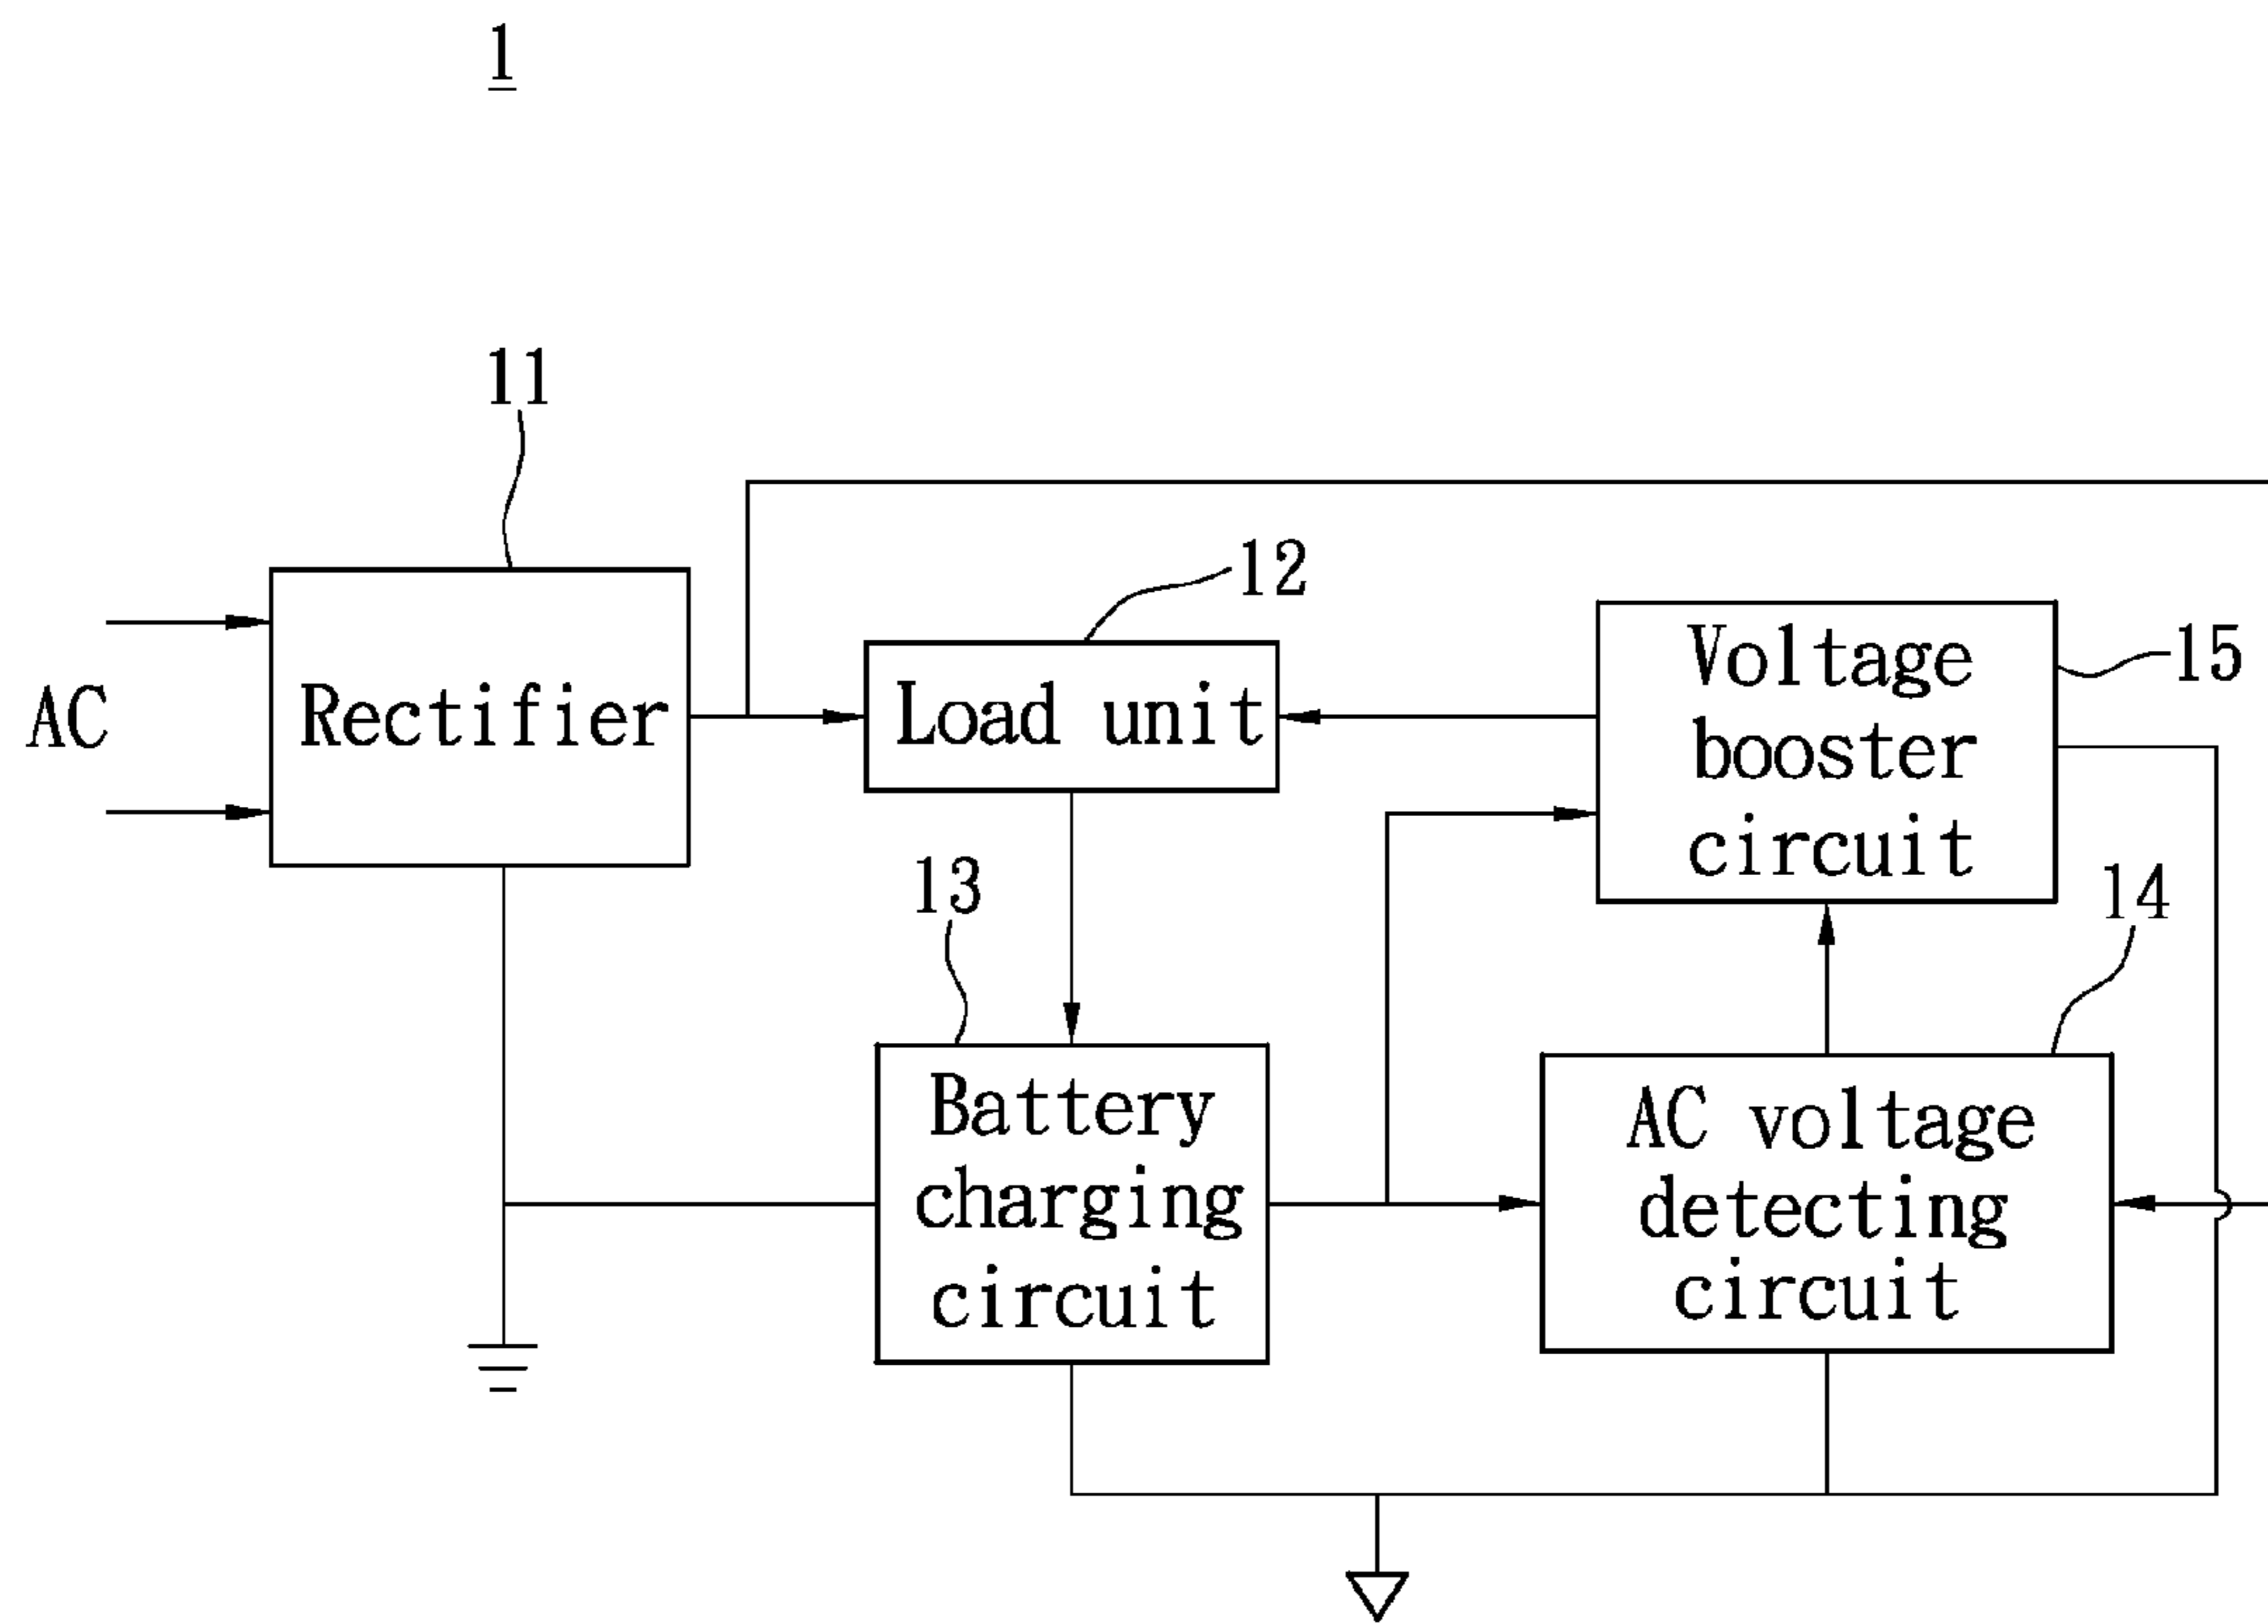 1
11
12
15
AC
Rectifier
Load unit
Voltage
booster
circuit
13
14
Battery
charging
circuit
AC voltage
detecting
circuit